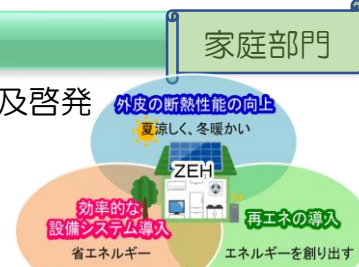 家庭部門
及啓発
外皮の断熱性能の向上
夏涼しく、冬暖かい
ZEH
効率的な
設備システム導入
省エネルギー
再エネの導入
エネルギーを創り出す